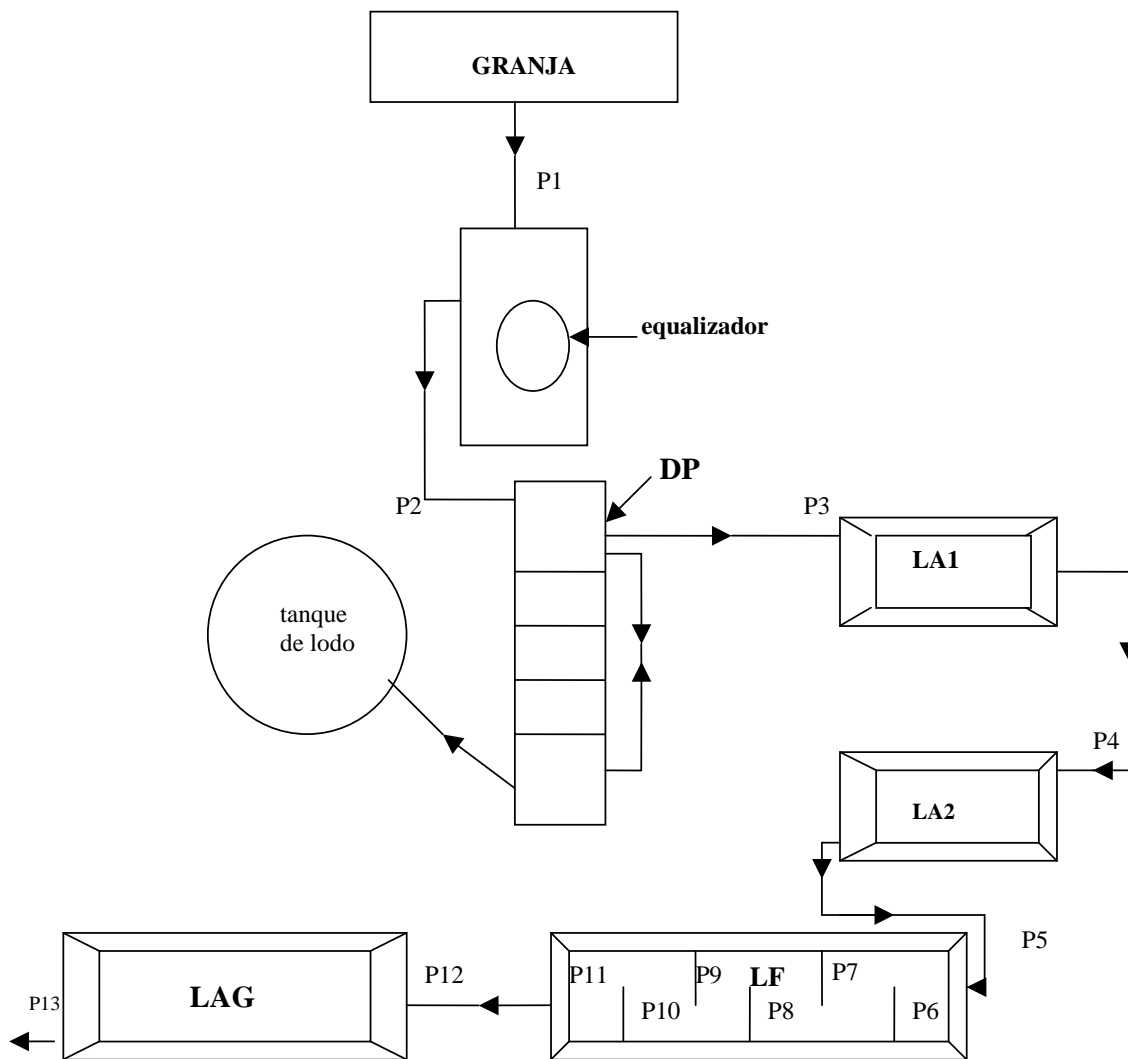 GRANJA
P1
equalizador
DP
P2
P3
LA1
tanque
de lodo
P4
LA2
P5
P11
P9
LF
P7
P12
LAG
P13
P10
P8
P6